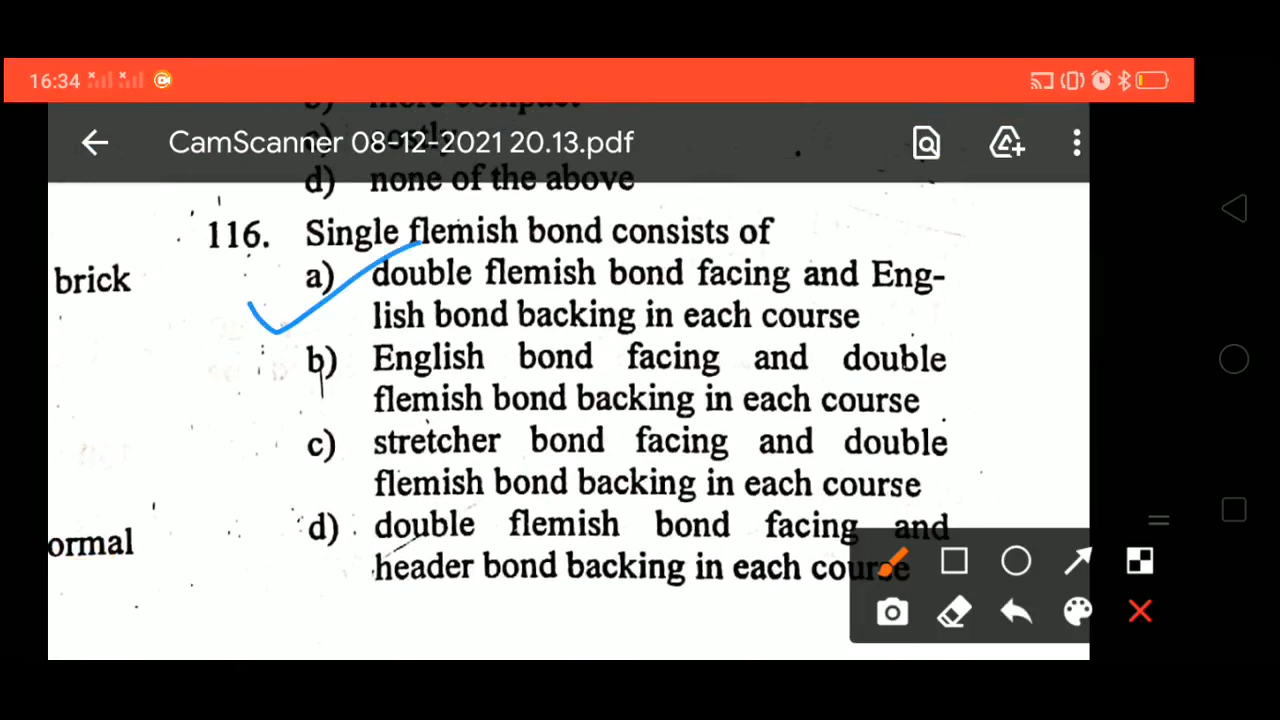 16:34
CamScanner 08-12-2021 20.13.pdf
d) none of the above
116. Single flemish bond consists of
a) double flemish bond facing and Eng-
lish bond backing in each course
b) English bond facing and double
flemish bond backing in each course
c) stretcher bond facing and double
flemish bond backing in each course
d) double flemish bond facing and
header bond backing in each course
brick
ormal